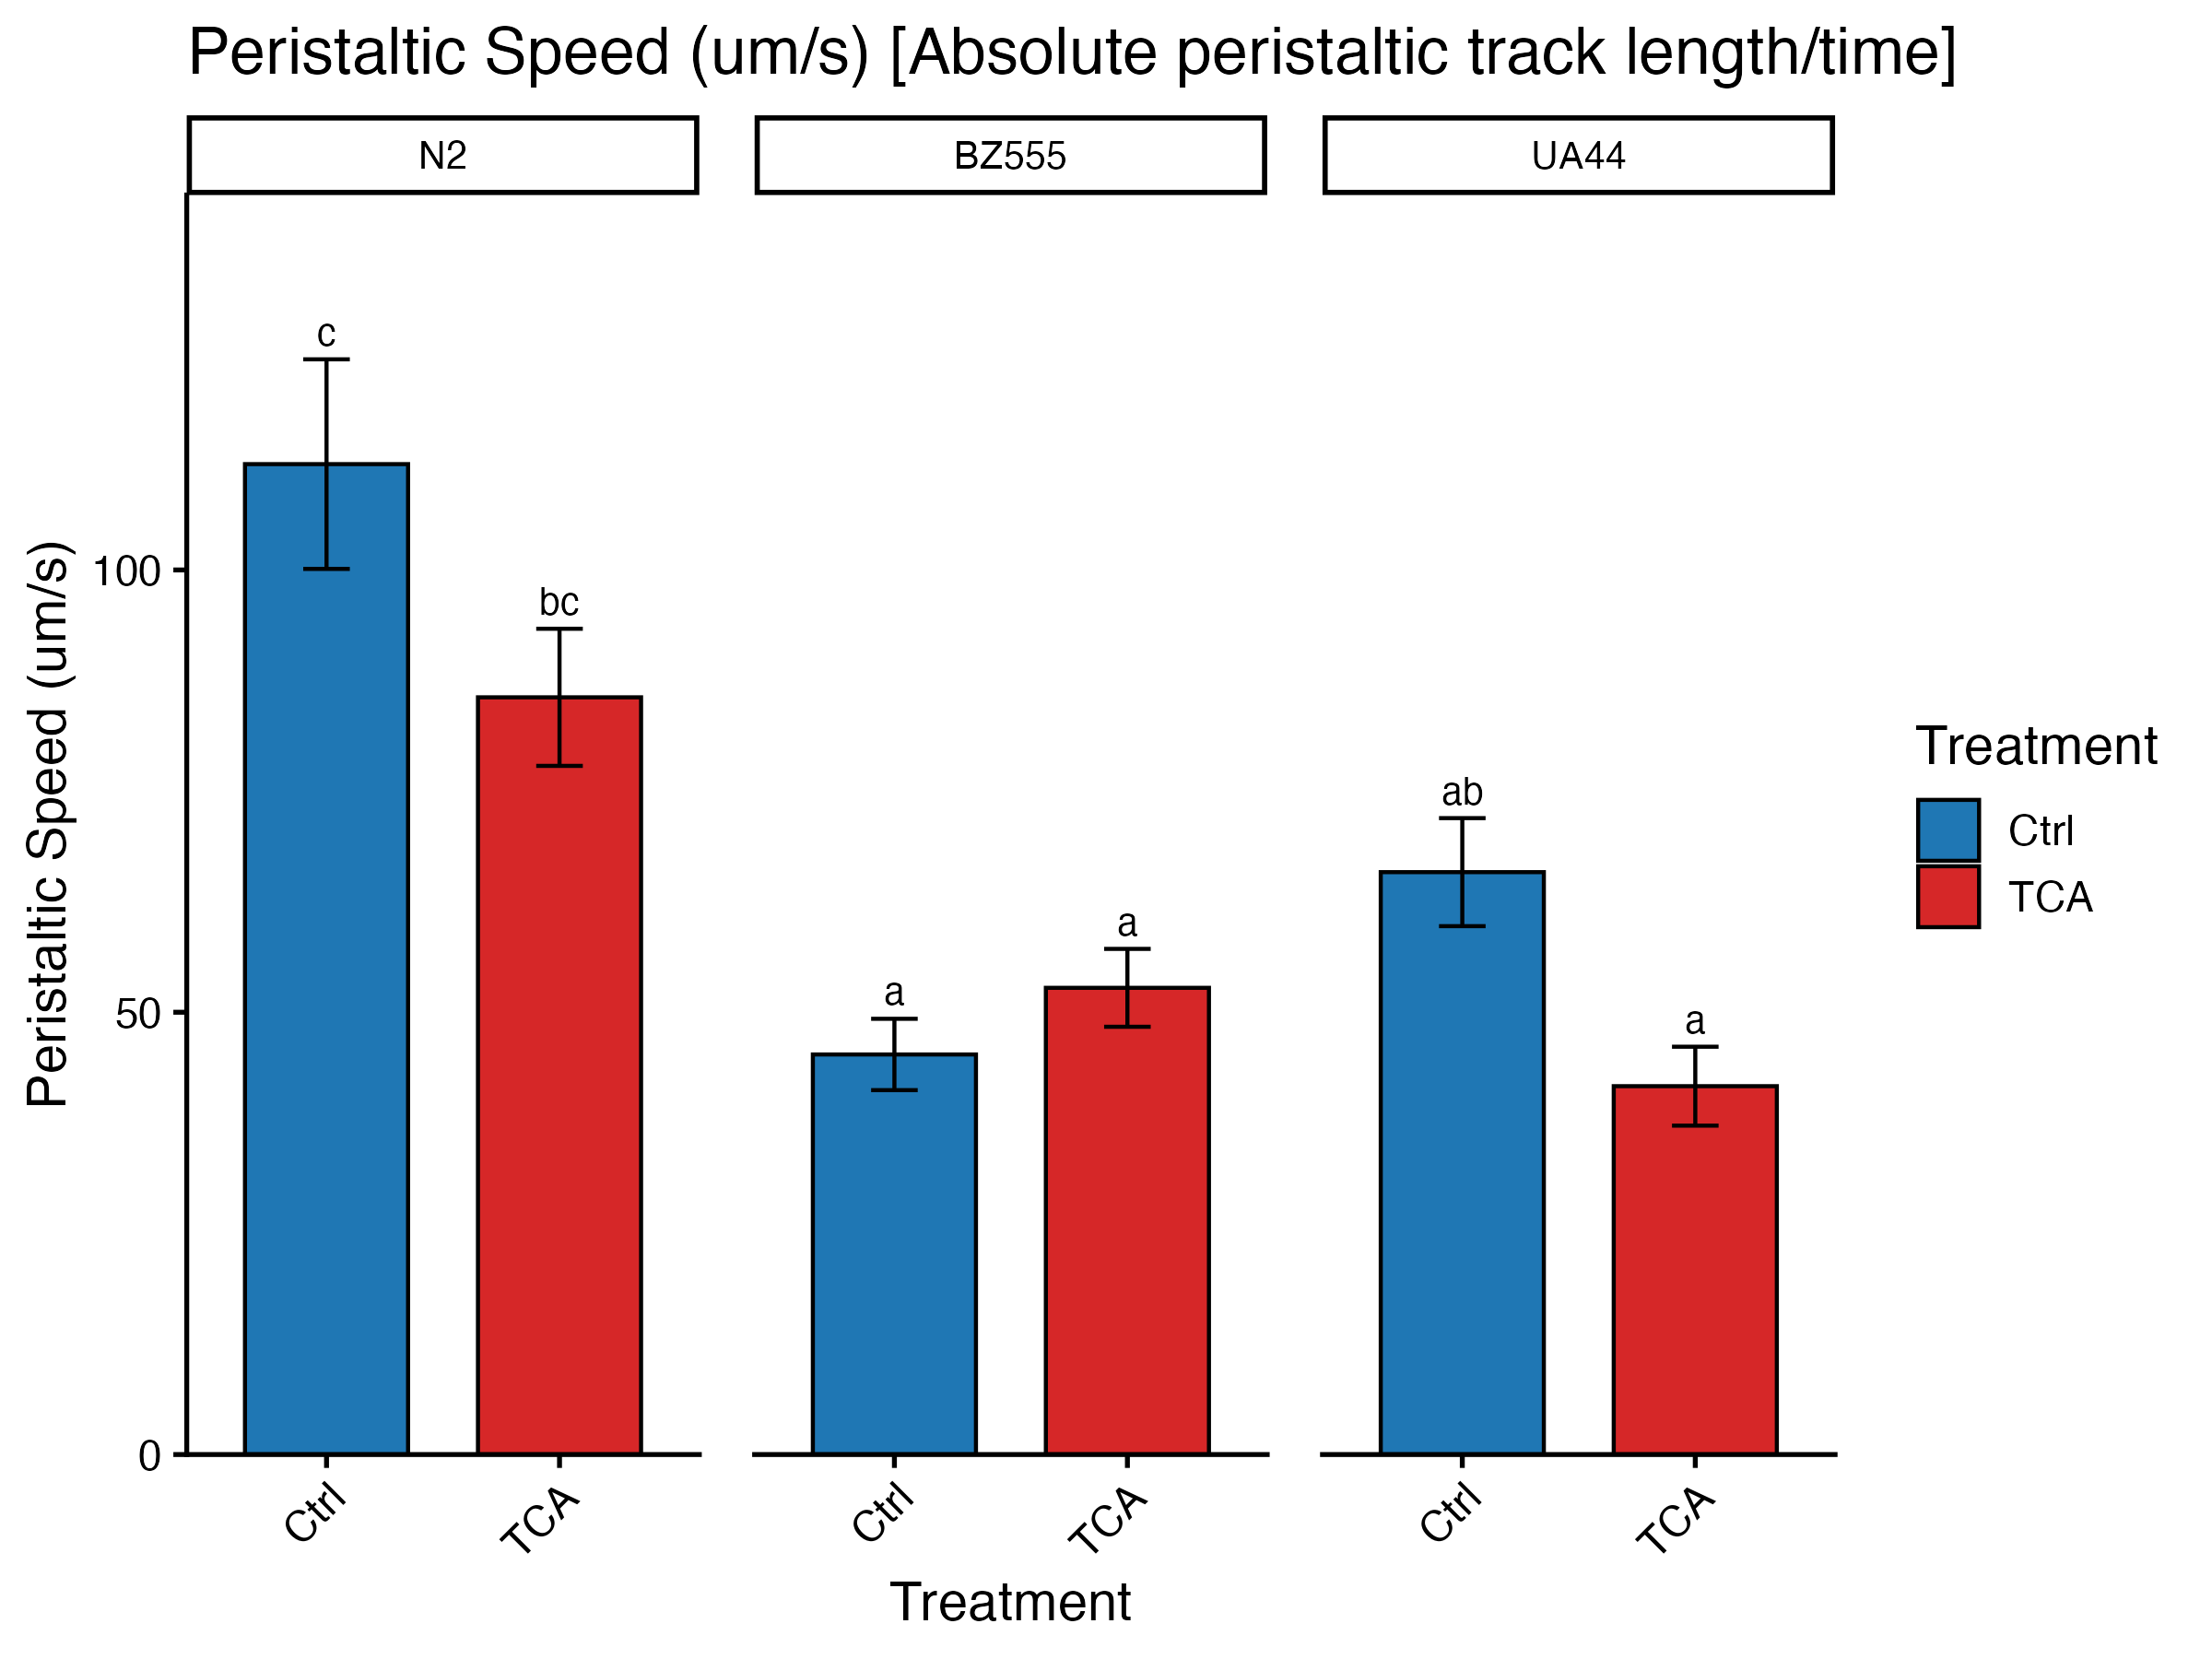 Peristaltic Speed (um/s) [Absolute peristaltic track length/time]
N2
BZ555
UA44
Peristaltic Speed (um/s)
100
50
0
c
bc
a
a
ab
a
Ctrl
TCA
Ctrl
TCA
Ctrl
TCA
Treatment
Treatment
Ctrl
TCA